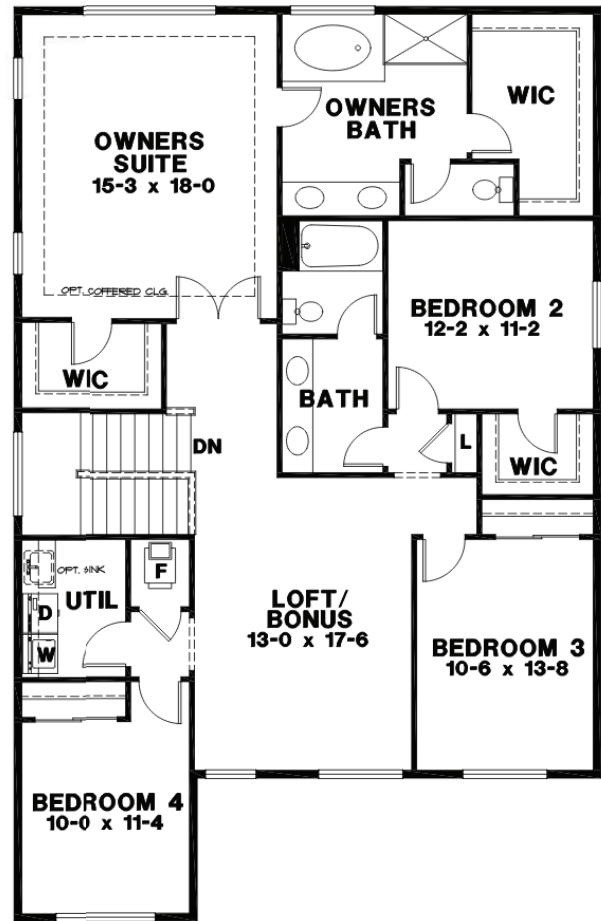 OWNERS
SUITE
15-3 x 18-0
OPT. COFFERED CLG.
OWNERS
BATH
WIC
WIC
BEDROOM 2
12-2 x 11-2
BATH
DN
L
WIC
OPT. SINK
UTIL
D
W
F
LOFT/
BONUS
13-0 x 17-6
BEDROOM 3
10-6 x 13-8
BEDROOM 4
10-0 x 11-4